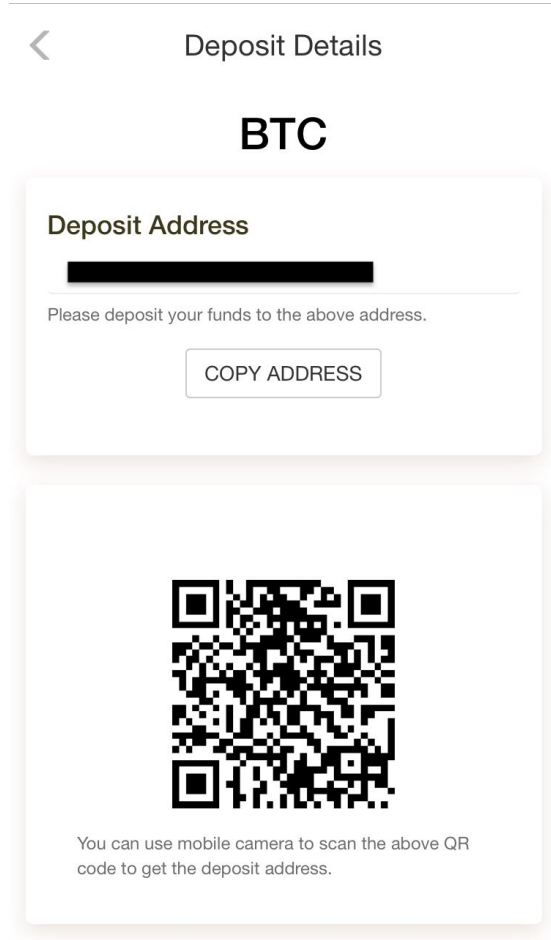 Deposit Details
BTC
Deposit Address
Please deposit your funds to the above address.
COPY ADDRESS
You can use mobile camera to scan the above QR
code to get the deposit address.